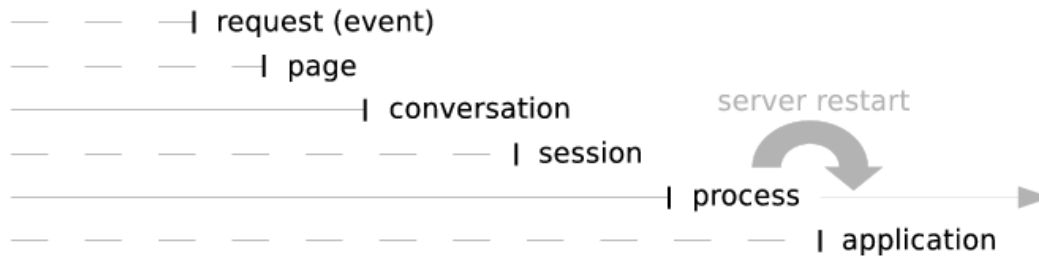 request (event)
page
conversation
server restart
session
process
application